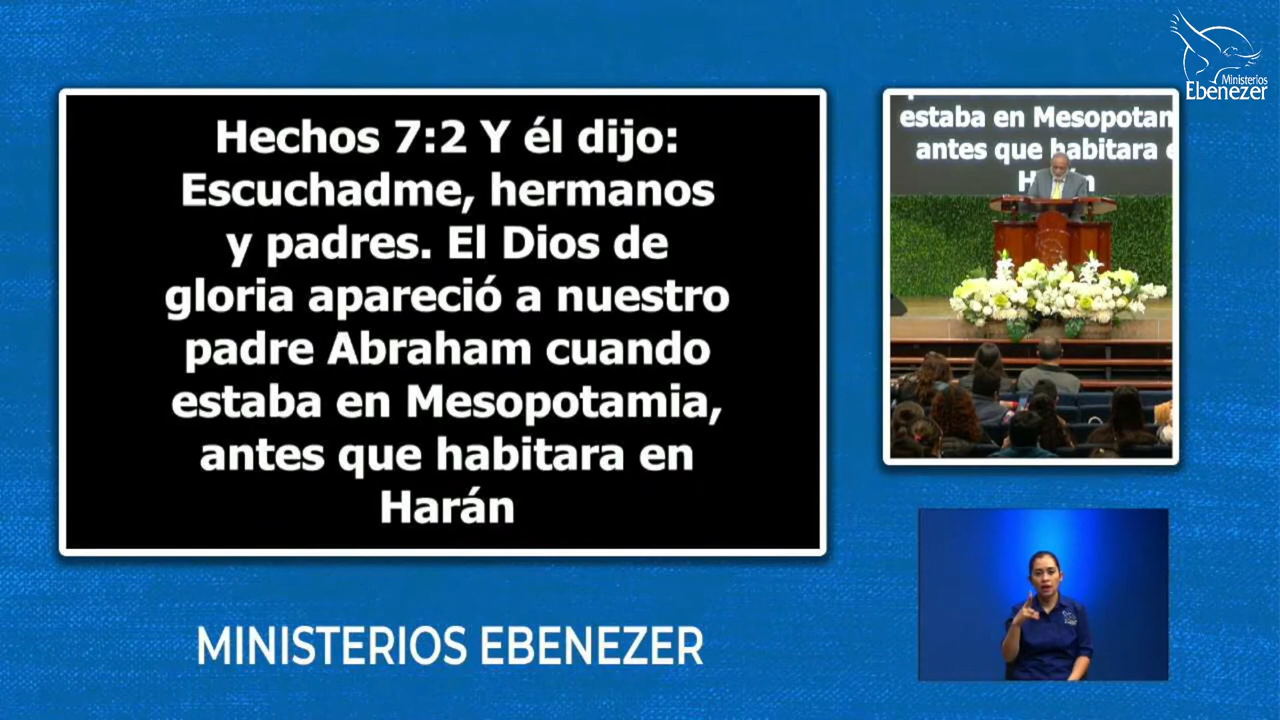 Ministerios
Ebenezer
Hechos 7:2 Y él dijo:
Escuchadme, hermanos
y padres. El Dios de
gloria apareció a nuestro
padre Abraham cuando
estaba en Mesopotamia,
antes que habitara en
Harán
estaba en Mesopotam
antes que habitara e
MINISTERIOS EBENEZER